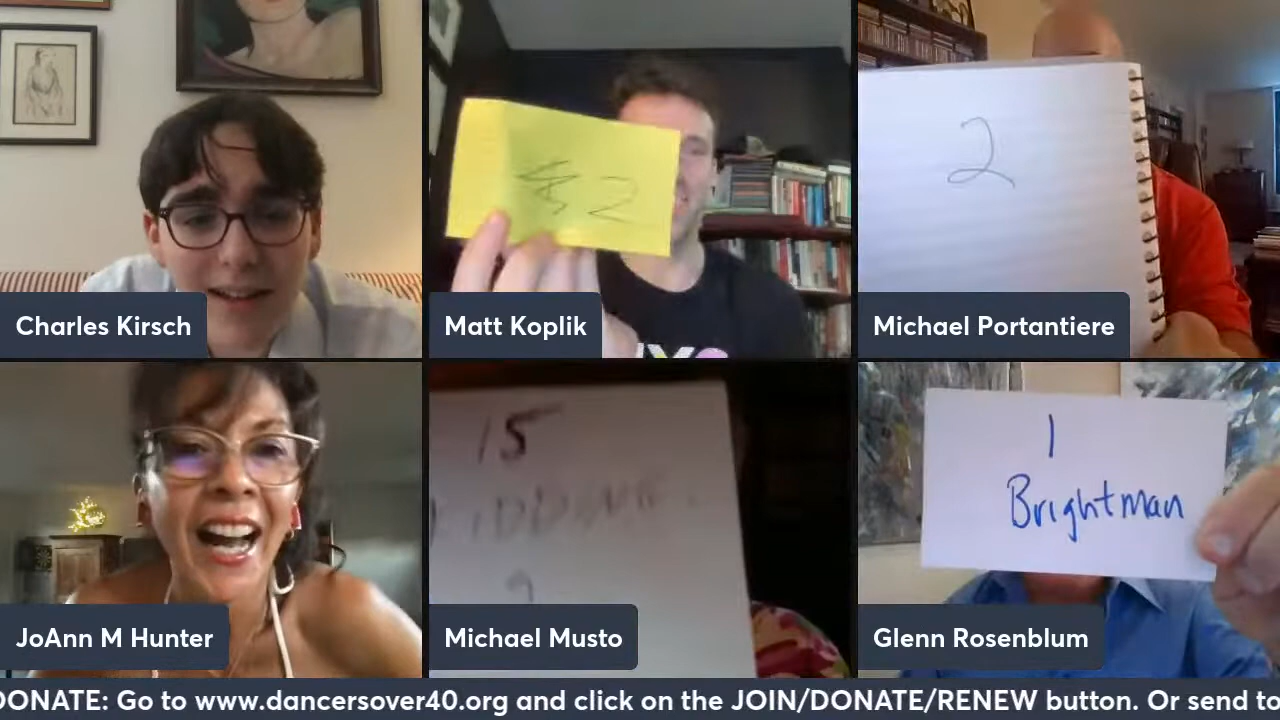 2
2
Charles Kirsch
Matt Koplik
Michael Portantiere
15
KIDDING.
1
Brightman
JoAnn M Hunter
Michael Musto
Glenn Rosenblum
DONATE: Go to www.dancersover40.org and click on the JOIN/DONATE/RENEW button. Or send to